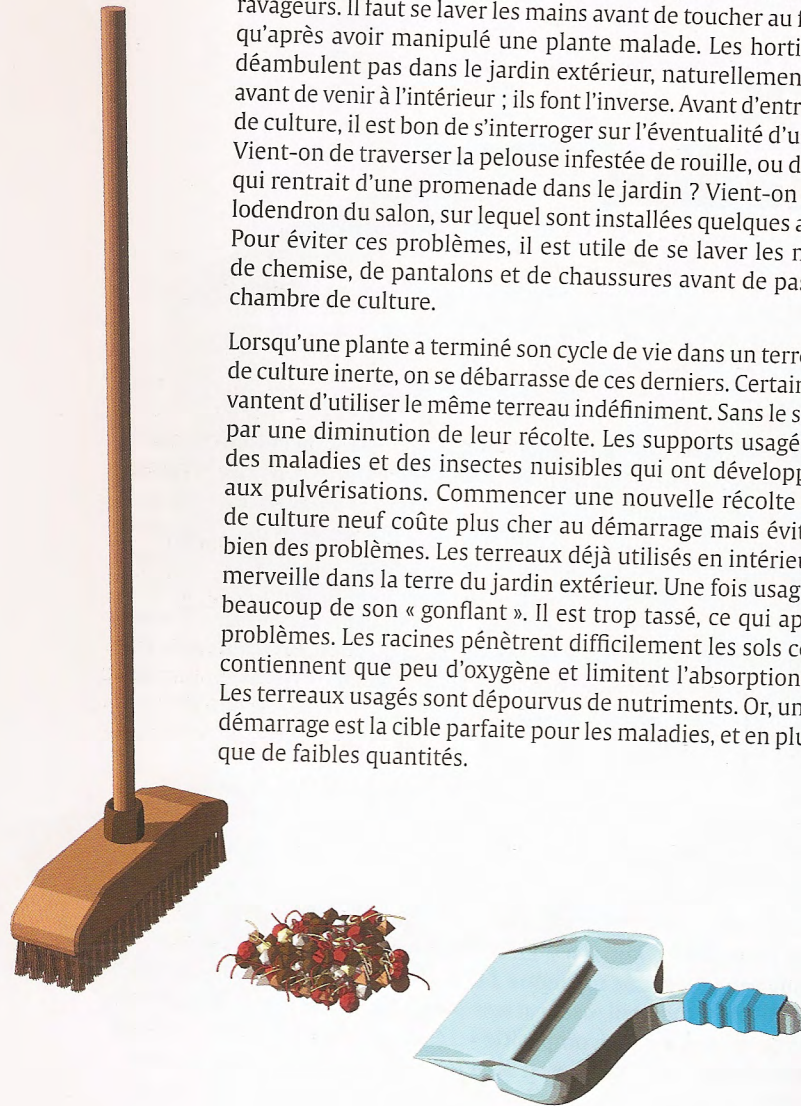 ravageurs. Il faut se laver les mains avant de toucher au f
qu'après avoir manipulé une plante malade. Les horti
déambulent pas dans le jardin extérieur, naturellemen
avant de venir à l'intérieur ; ils font l'inverse. Avant d'entr
de culture, il est bon de s'interroger sur l'éventualité d'u
Vient-on de traverser la pelouse infestée de rouille, ou d
qui rentrait d'une promenade dans le jardin ? Vient-on
lodendron du salon, sur lequel sont installées quelques a
Pour éviter ces problèmes, il est utile de se laver les m
de chemise, de pantalons et de chaussures avant de pas
chambre de culture.
Lorsqu'une plante a terminé son cycle de vie dans un terre
de culture inerte, on se débarrasse de ces derniers. Certain
vantent d'utiliser le même terreau indéfiniment. Sans le s
par une diminution de leur récolte. Les supports usagé
des maladies et des insectes nuisibles qui ont développ
aux pulvérisations. Commencer une nouvelle récolte
de culture neuf coûte plus cher au démarrage mais évit
bien des problèmes. Les terreaux déjà utilisés en intérieu
merveille dans la terre du jardin extérieur. Une fois usag
beaucoup de son « gonflant ». Il est trop tassé, ce qui ap
problèmes. Les racines pénètrent difficilement les sols co
contiennent que peu d'oxygène et limitent l'absorption
Les terreaux usagés sont dépourvus de nutriments. Or, un
démarrage est la cible parfaite pour les maladies, et en plu
que de faibles quantités.